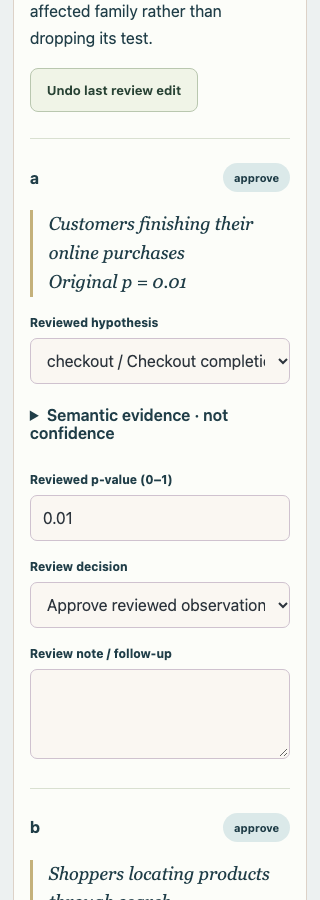 affected family rather than
dropping its test.
Undo last review edit
a
approve
Customers finishing their
online purchases
Original p = 0.01
Reviewed hypothesis
checkout / Checkout completi
Semantic evidence · not
confidence
Reviewed p-value (0–1)
0.01
Review decision
Approve reviewed observation
Review note / follow-up
b
approve
Shoppers locating products
through search